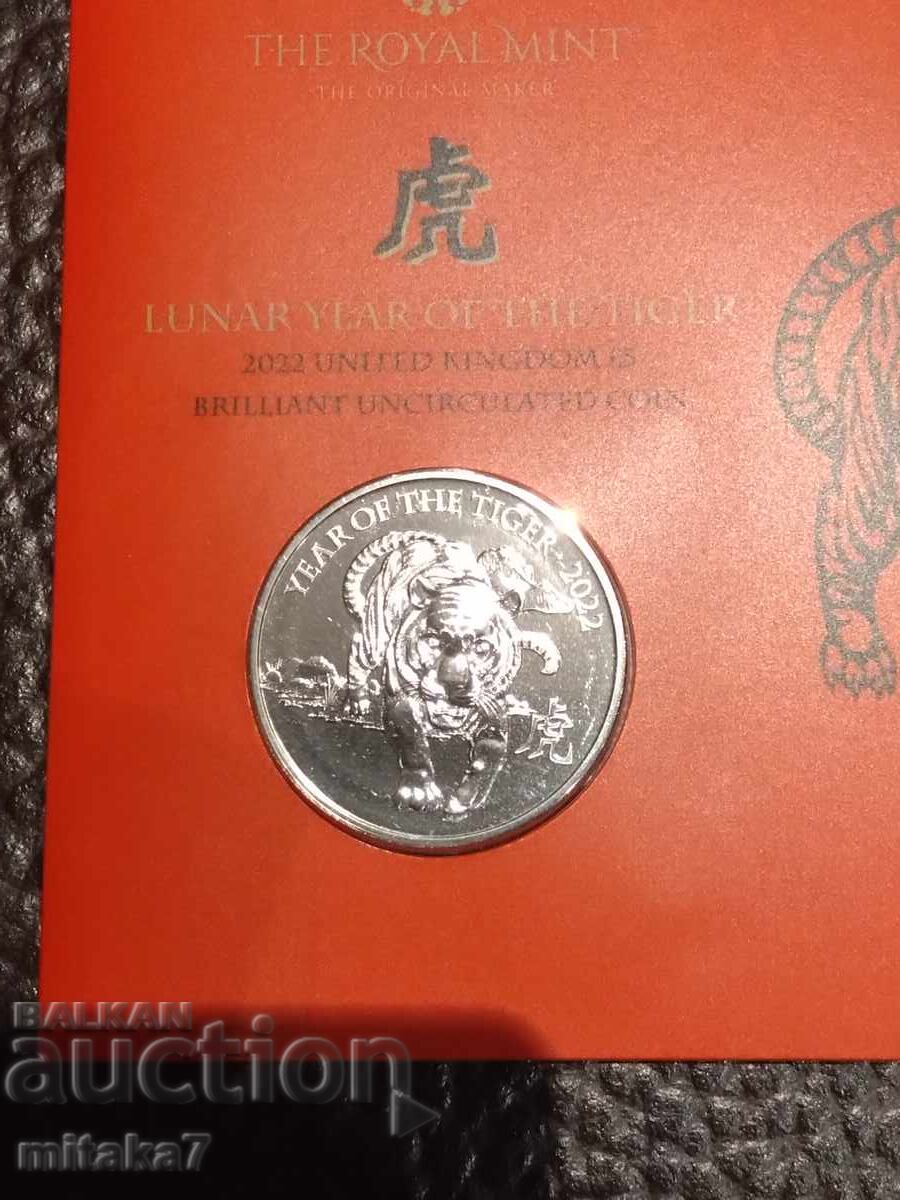 THE ROYAL MINT
THE ORIGINAL MAKER
虎
LUNAR YEAR OF THE TIGER
2022 UNITED KINGDOM £5
BRILLIANT UNCIRCULATED COIN
YEAR OF THE TIGER · 2022
虎
BALKAN
auction
mitaka7